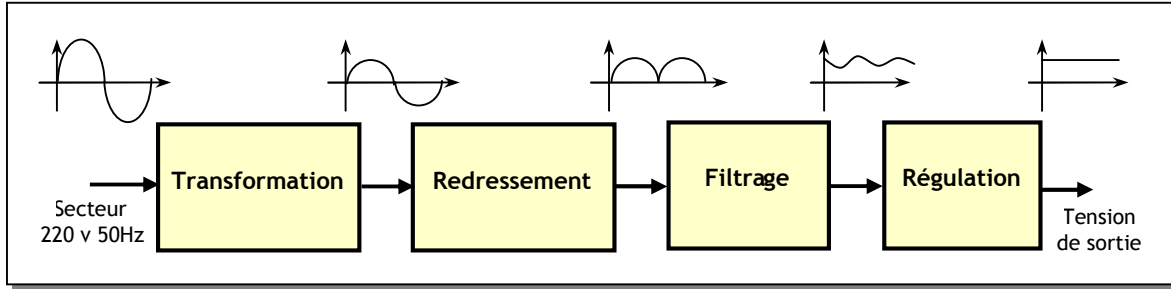 Transformation
Redressement
Filtrage
Régulation
Secteur
220 v 50Hz
Tension
de sortie